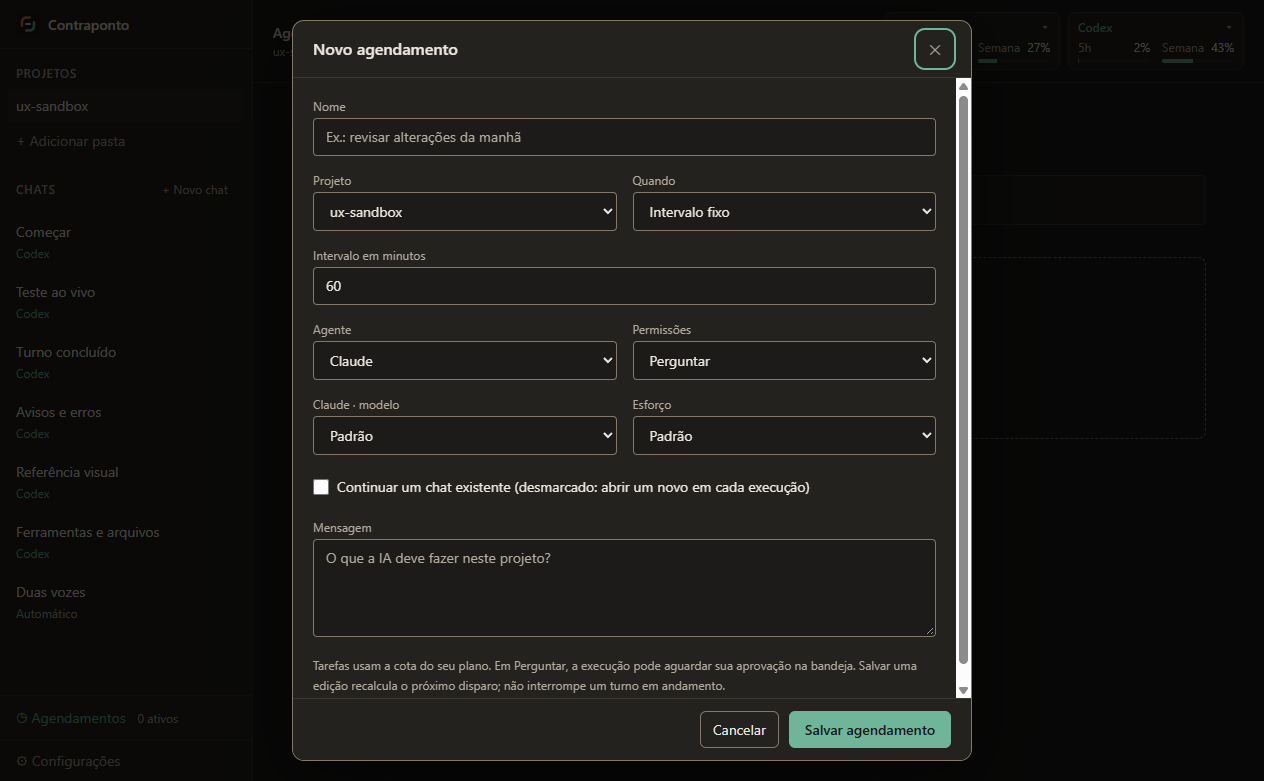 Contraponto
PROJETOS
ux-sandbox
+ Adicionar pasta
CHATS + Novo chat
Começar
Codex
Teste ao vivo
Codex
Turno concluído
Codex
Avisos e erros
Codex
Referência visual
Codex
Ferramentas e arquivos
Codex
Duas vozes
Automático
Agendamentos 0 ativos
Configurações
Semana 27%
Codex
5h 2% Semana 43%
Novo agendamento
Nome
Ex.: revisar alterações da manhã
Projeto Quando
ux-sandbox Intervalo fixo
Intervalo em minutos
60
Agente Permissões
Claude Perguntar
Claude · modelo Esforço
Padrão Padrão
Continuar um chat existente (desmarcado: abrir um novo em cada execução)
Mensagem
O que a IA deve fazer neste projeto?
Tarefas usam a cota do seu plano. Em Perguntar, a execução pode aguardar sua aprovação na bandeja. Salvar uma
edição recalcula o próximo disparo; não interrompe um turno em andamento.
Cancelar Salvar agendamento